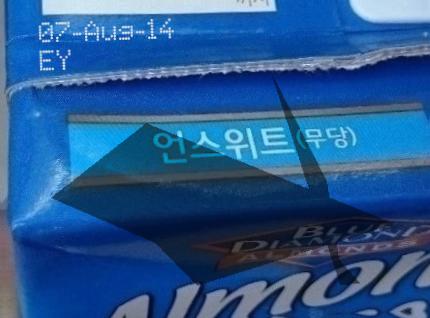 07-Aug-14
EY
언스위트(무당)
BLUE
DIAMOND
ALMONDS
Almon